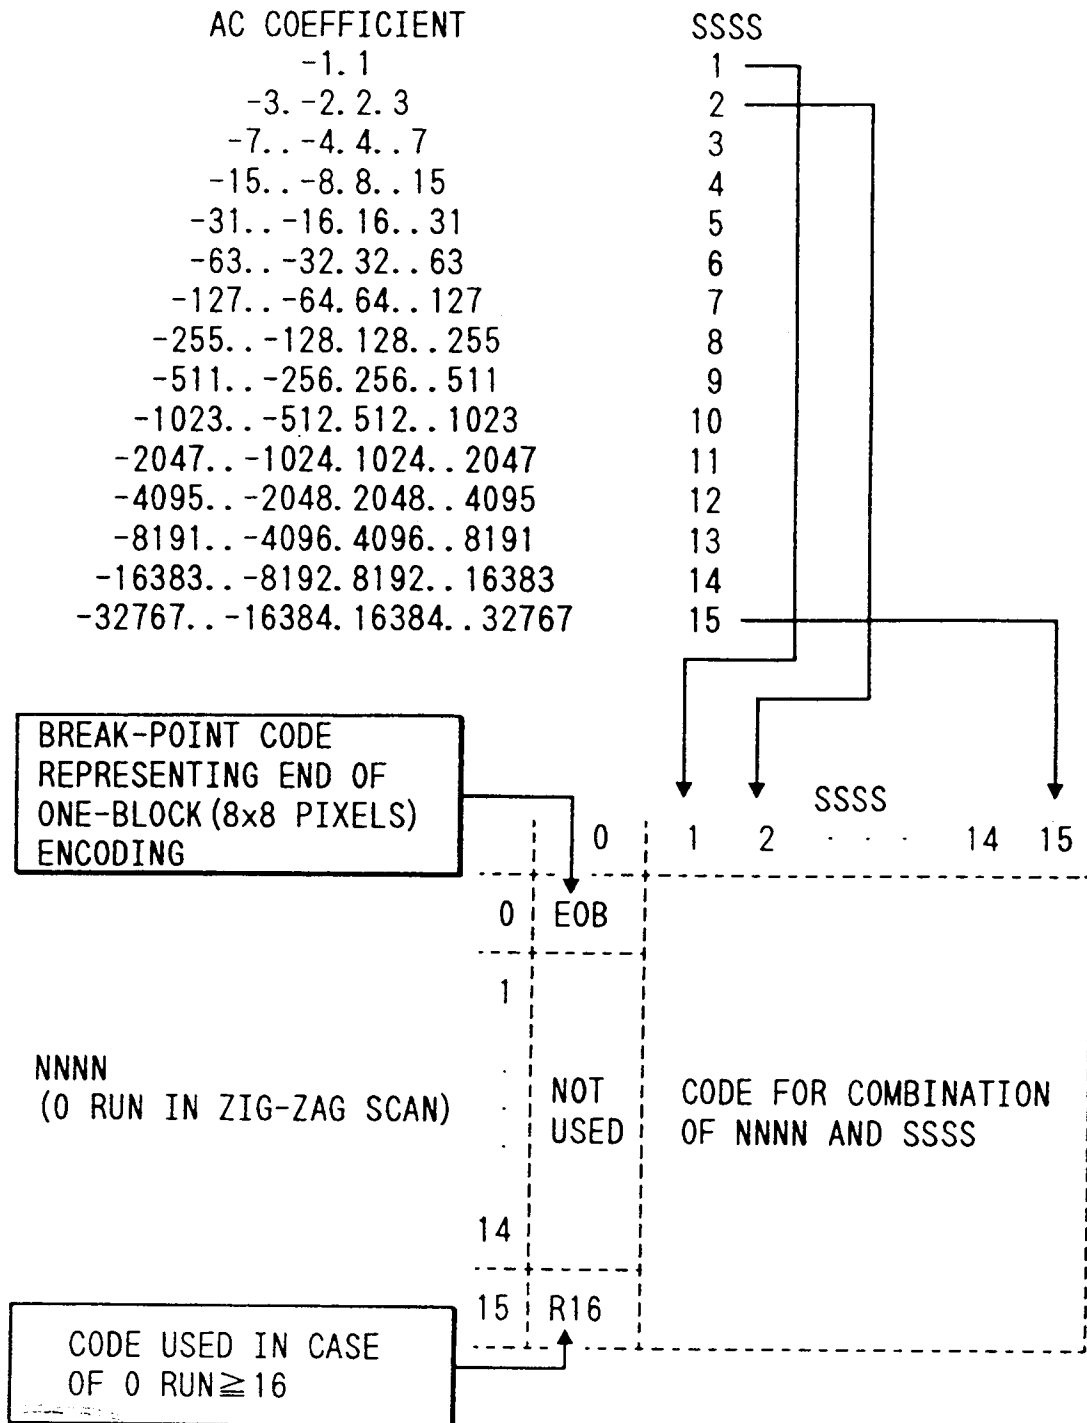 AC COEFFICIENT SSSS
-1. 1 1
-3. -2. 2. 3 2
-7. . -4. 4. . 7 3
-15. . -8. 8. . 15 4
-31. . -16. 16. . 31 5
-63. . -32. 32. . 63 6
-127. . -64. 64. . 127 7
-255. . -128. 128. . 255 8
-511. . -256. 256. . 511 9
-1023. . -512. 512. . 1023 10
-2047. . -1024. 1024. . 2047 11
-4095. . -2048. 2048. . 4095 12
-8191. . -4096. 4096. . 8191 13
-16383. . -8192. 8192. . 16383 14
-32767. . -16384. 16384. . 32767 15
BREAK-POINT CODE
REPRESENTING END OF
ONE-BLOCK (8x8 PIXELS)
ENCODING
SSSS
0 1 2 · · · 14 15
0 EOB
1
·
·
·
14
NNNN
(0 RUN IN ZIG-ZAG SCAN)
NOT
USED
CODE FOR COMBINATION
OF NNNN AND SSSS
15 R16
CODE USED IN CASE
OF 0 RUN≧16